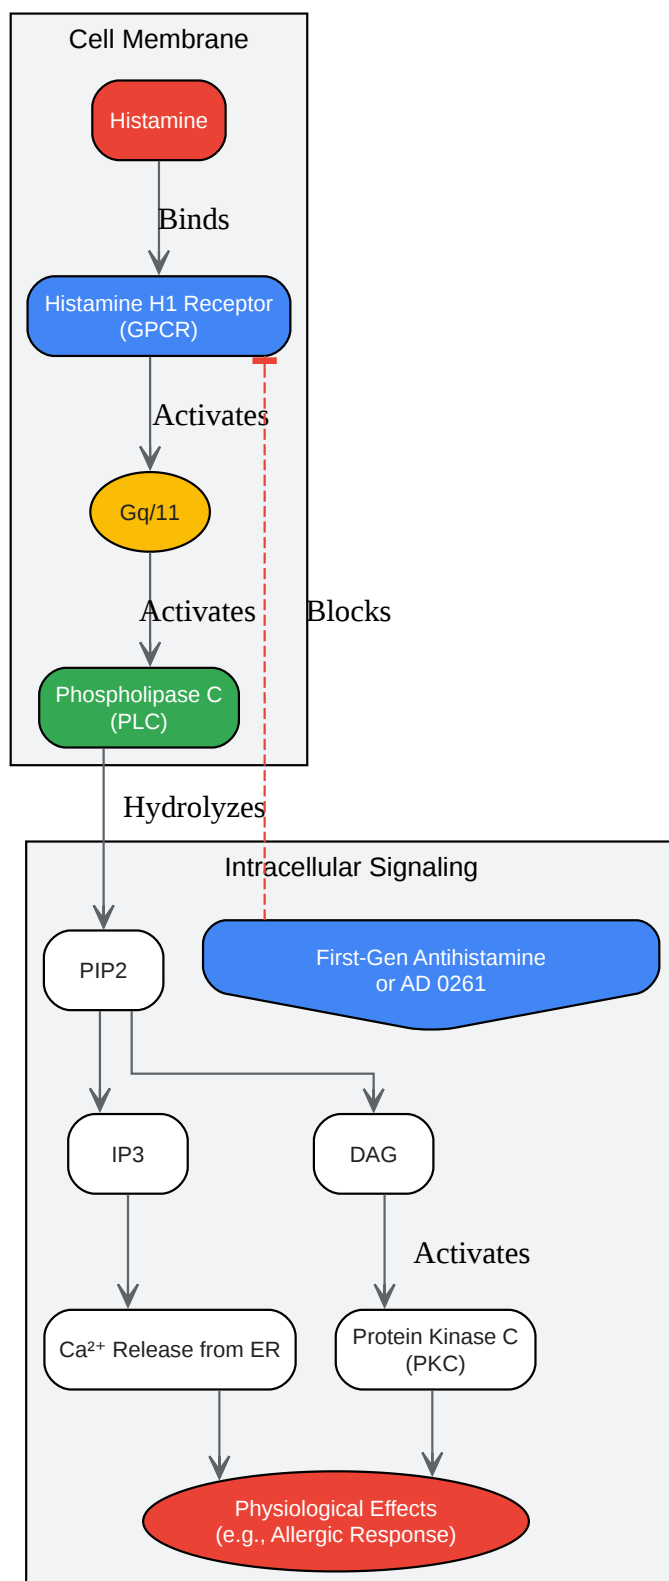 Cell Membrane
Histamine
Binds
Histamine H1 Receptor
(GPCR)
Activates
Gq/11
Activates
Blocks
Phospholipase C
(PLC)
Hydrolyzes
Intracellular Signaling
PIP2
First-Gen Antihistamine
or AD 0261
IP3
DAG
Activates
Ca²⁺ Release from ER
Protein Kinase C
(PKC)
Physiological Effects
(e.g., Allergic Response)